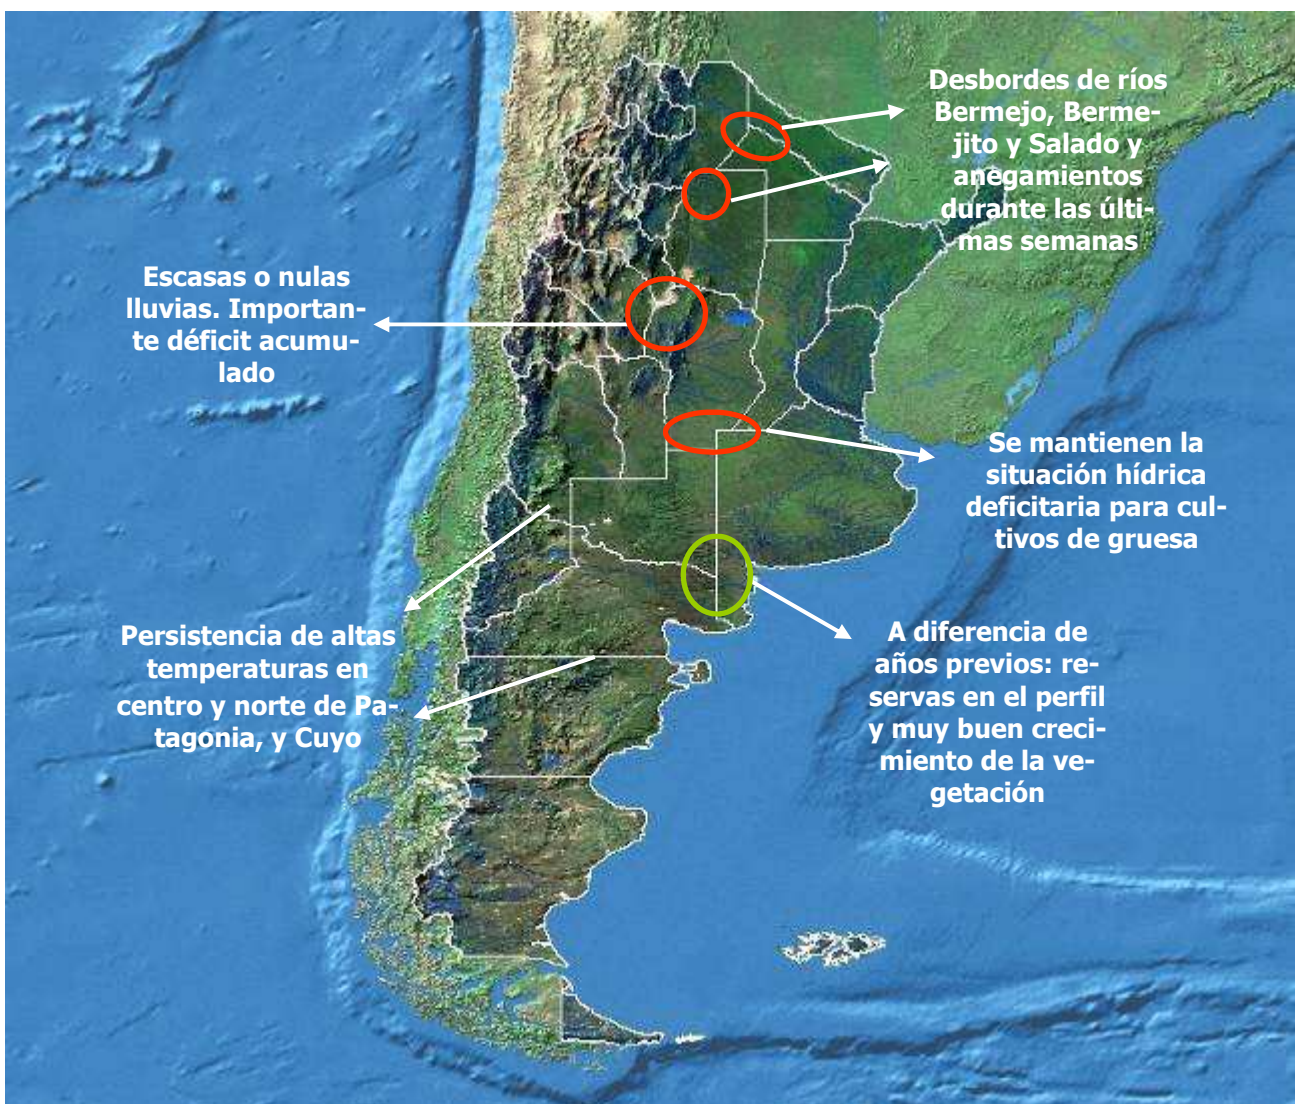 Desbordes de ríos
Bermejo, Berme-
jito y Salado y
anegamientos
durante las últi-
mas semanas
Escasas o nulas
lluvias. Importan-
te déficit acumu-
lado
Se mantienen la
situación hídrica
deficitaria para cul-
tivos de gruesa
Persistencia de altas
temperaturas en
centro y norte de Pa-
tagonia, y Cuyo
A diferencia de
años previos: re-
servas en el perfil
y muy buen creci-
miento de la ve-
getación